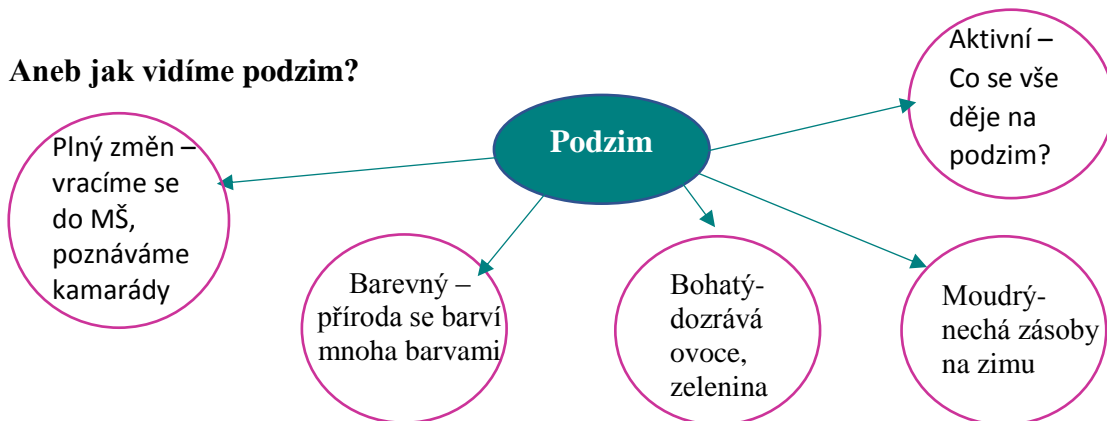 Aneb jak vidíme podzim?
Podzim
Aktivní –
Co se vše
děje na
podzim?
Plný změn –
vracíme se
do MŠ,
poznáváme
kamarády
Barevný –
příroda se barví
mnoha barvami
Bohatý-
dozrává
ovoce,
zelenina
Moudrý-
nechá zásoby
na zimu